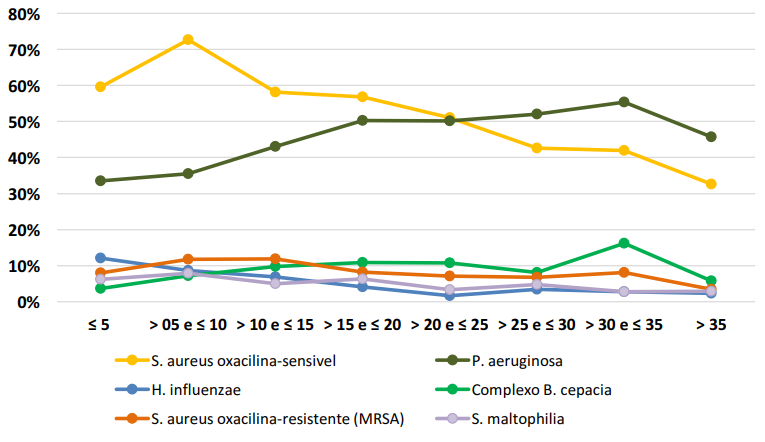 80%
70%
60%
50%
40%
30%
20%
10%
0%
≤ 5 > 05 e ≤ 10 > 10 e ≤ 15 > 15 e ≤ 20 > 20 e ≤ 25 > 25 e ≤ 30 > 30 e ≤ 35 > 35
S. aureus oxacilina-sensivel P. aeruginosa
H. influenzae Complexo B. cepacia
S. aureus oxacilina-resistente (MRSA) S. maltophilia